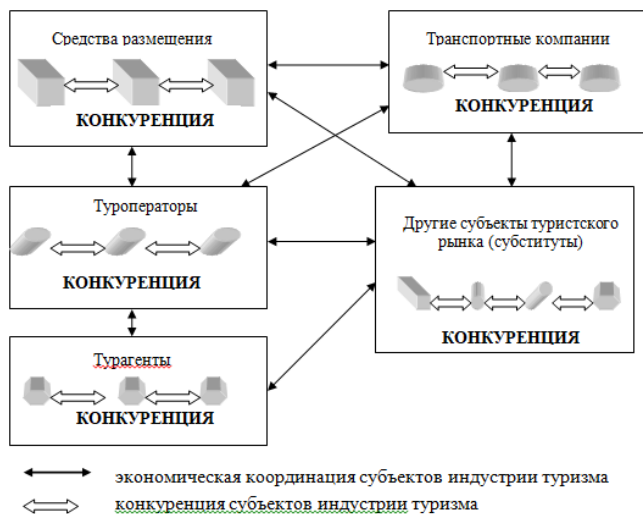 Средства размещения
КОНКУРЕНЦИЯ
Транспортные компании
КОНКУРЕНЦИЯ
Туроператоры
КОНКУРЕНЦИЯ
Другие субъекты туристского
рынка (субституты)
КОНКУРЕНЦИЯ
Турагенты
КОНКУРЕНЦИЯ
экономическая координация субъектов индустрии туризма
конкуренция субъектов индустрии туризма